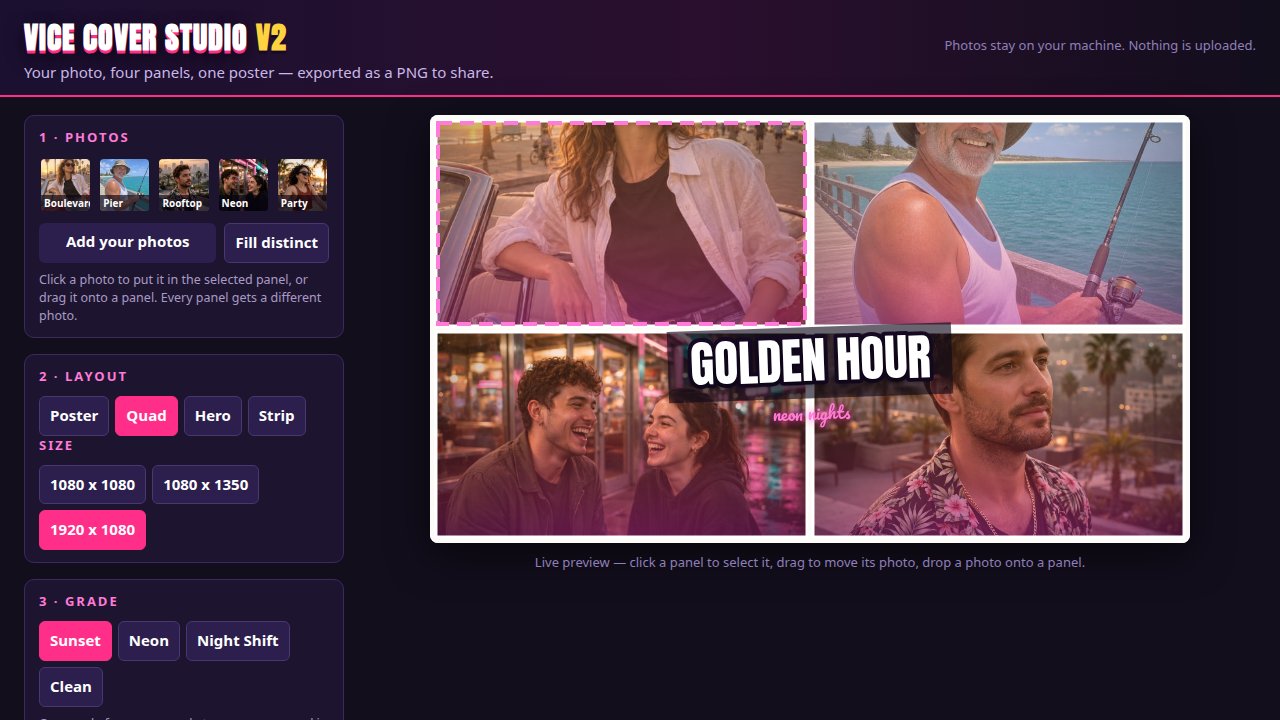 VICE COVER STUDIO V2
Your photo, four panels, one poster — exported as a PNG to share.
Photos stay on your machine. Nothing is uploaded.
1 · PHOTOS
Pier
Rooftop
Neon
Party
Add your photos
Fill distinct
Click a photo to put it in the selected panel, or
drag it onto a panel. Every panel gets a different
photo.
2 · LAYOUT
Poster
Quad
Hero
Strip
SIZE
1080 x 1080
1080 x 1350
1920 x 1080
3 · GRADE
Sunset
Neon
Night Shift
Clean
GOLDEN HOUR
neon nights
Live preview — click a panel to select it, drag to move its photo, drop a photo onto a panel.